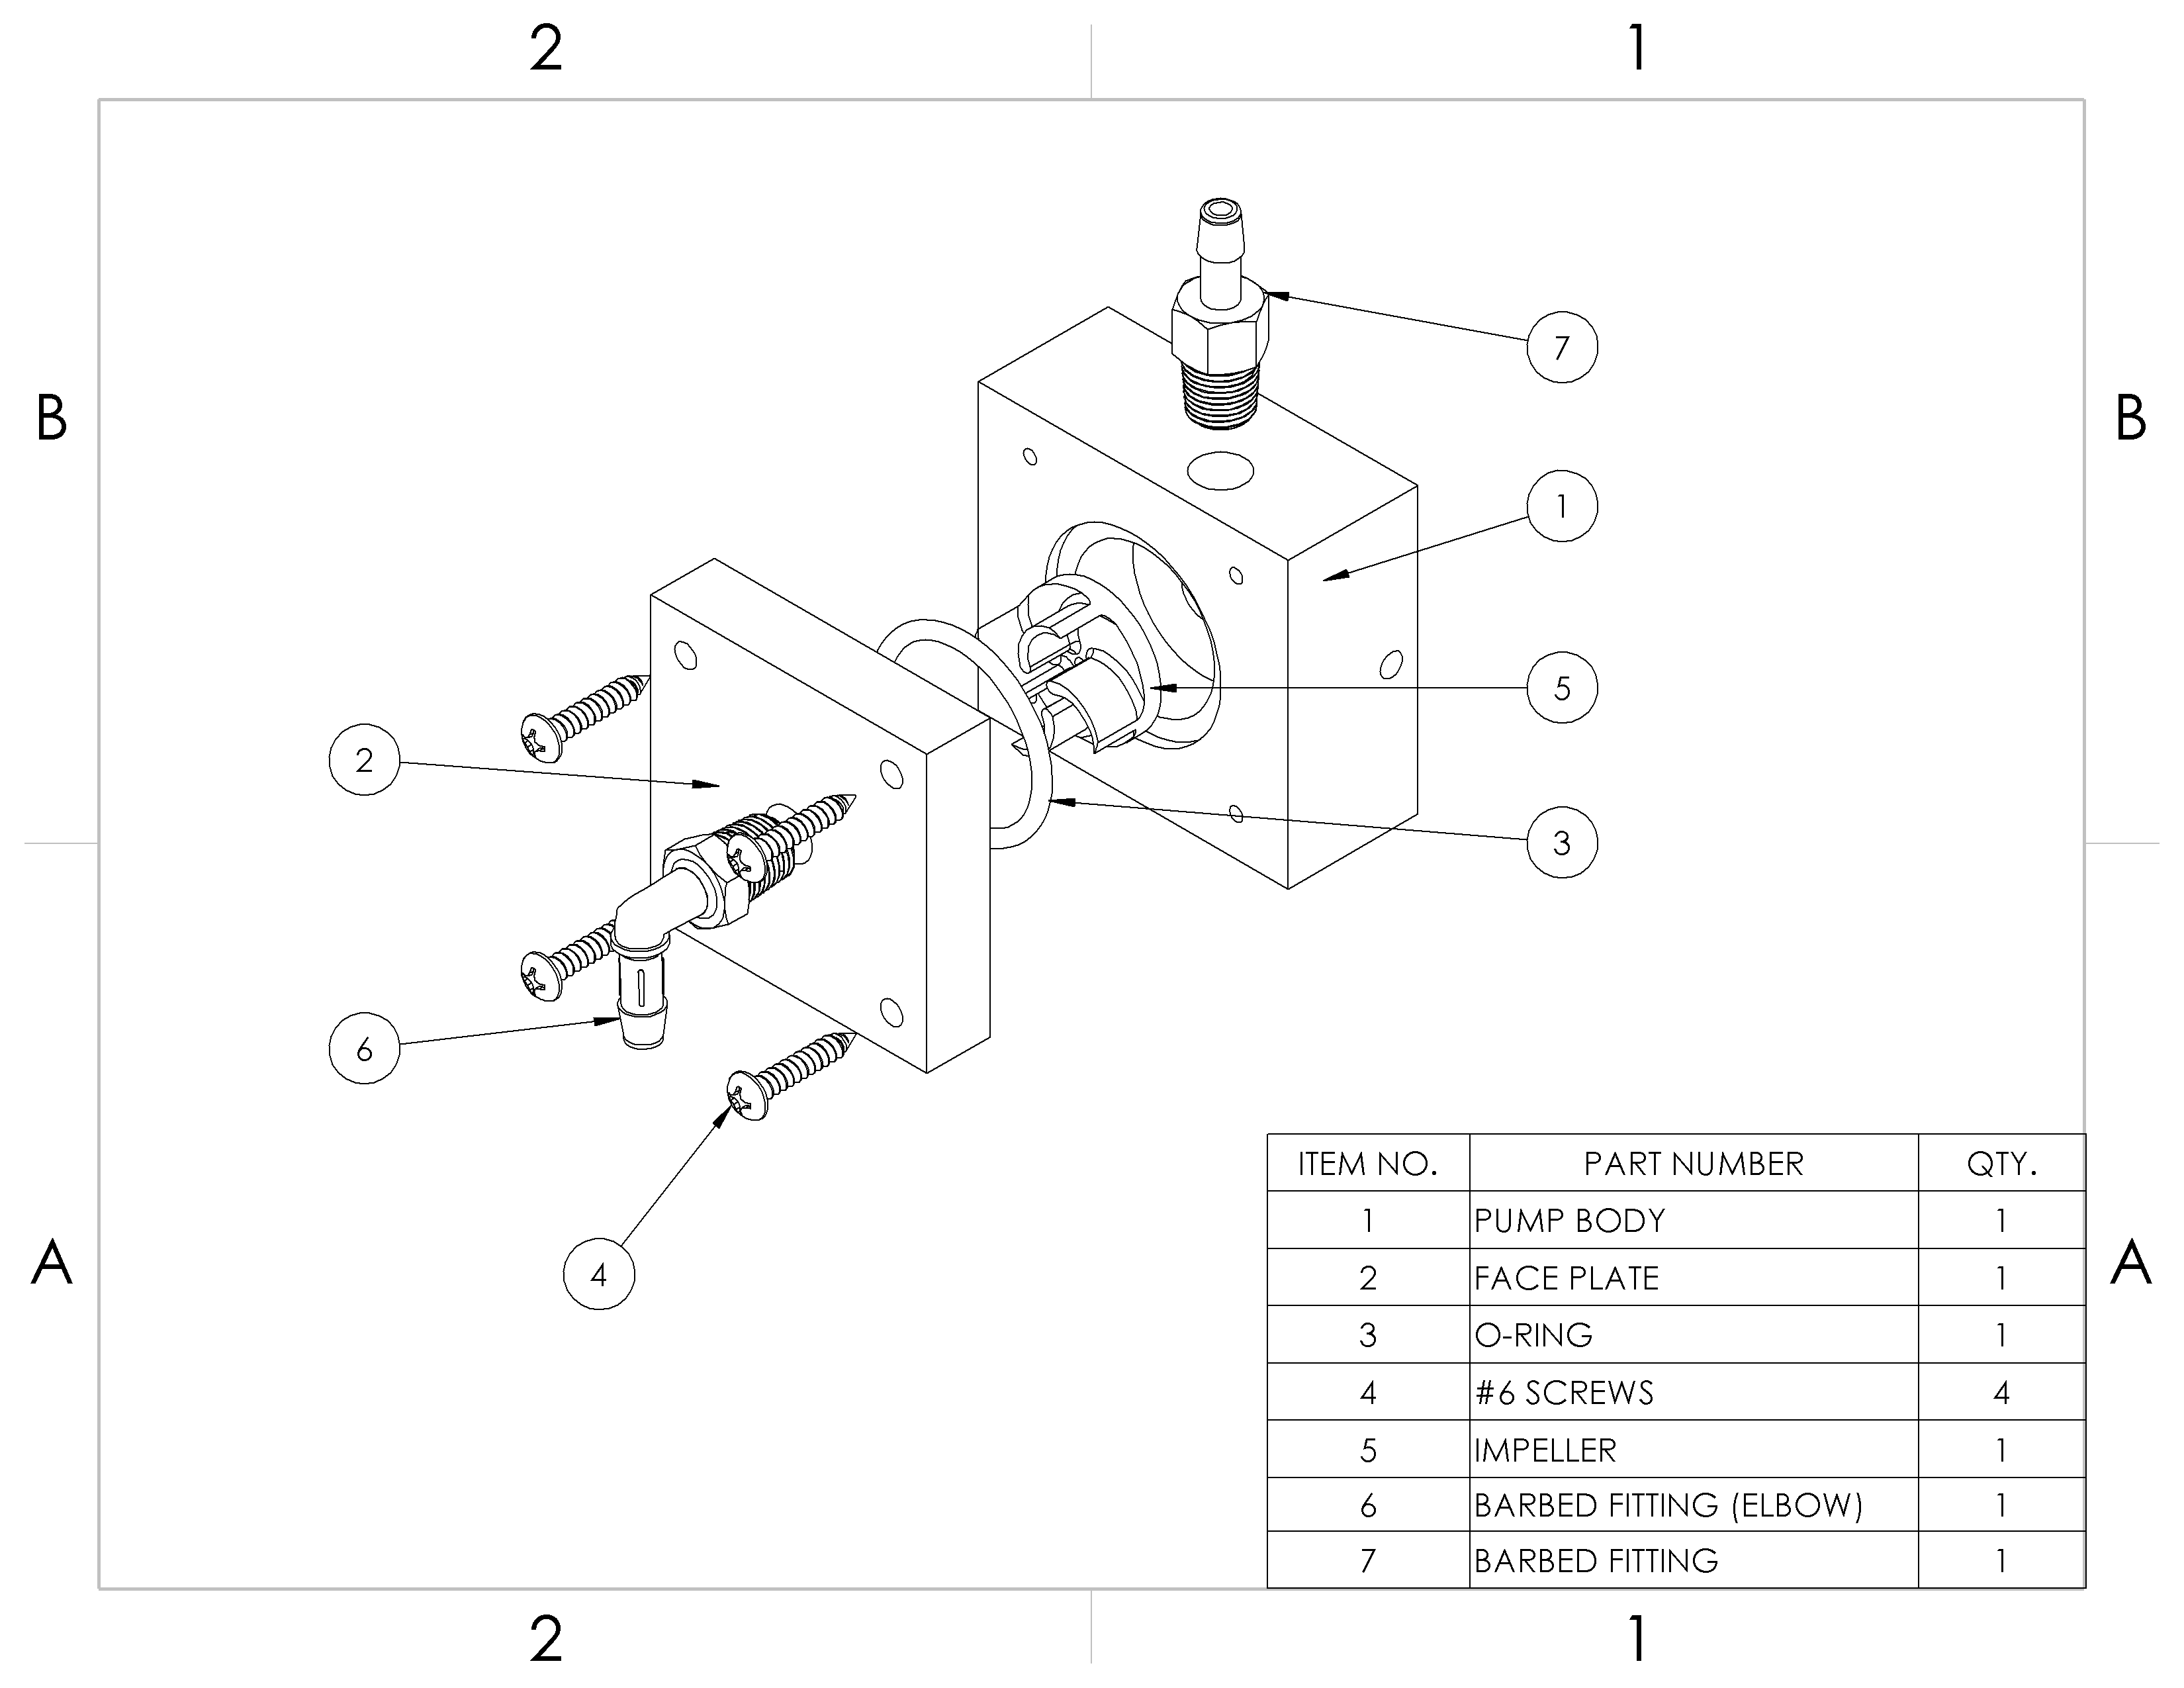 2 1
B B
7
1
5
2
3
6
4
A A
ITEM NO. PART NUMBER QTY.
1 PUMP BODY 1
2 FACE PLATE 1
3 O-RING 1
4 #6 SCREWS 4
5 IMPELLER 1
6 BARBED FITTING (ELBOW) 1
7 BARBED FITTING 1
2 1